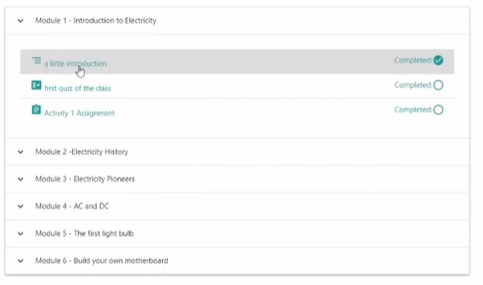 Module 1 - Introduction to Electricity
a little introduction Completed:
first quiz of the class Completed:
Activity 1 Assignment Completed:
Module 2 -Electricity History
Module 3 - Electricity Pioneers
Module 4 - AC and DC
Module 5 - The first light bulb
Module 6 - Build your own motherboard